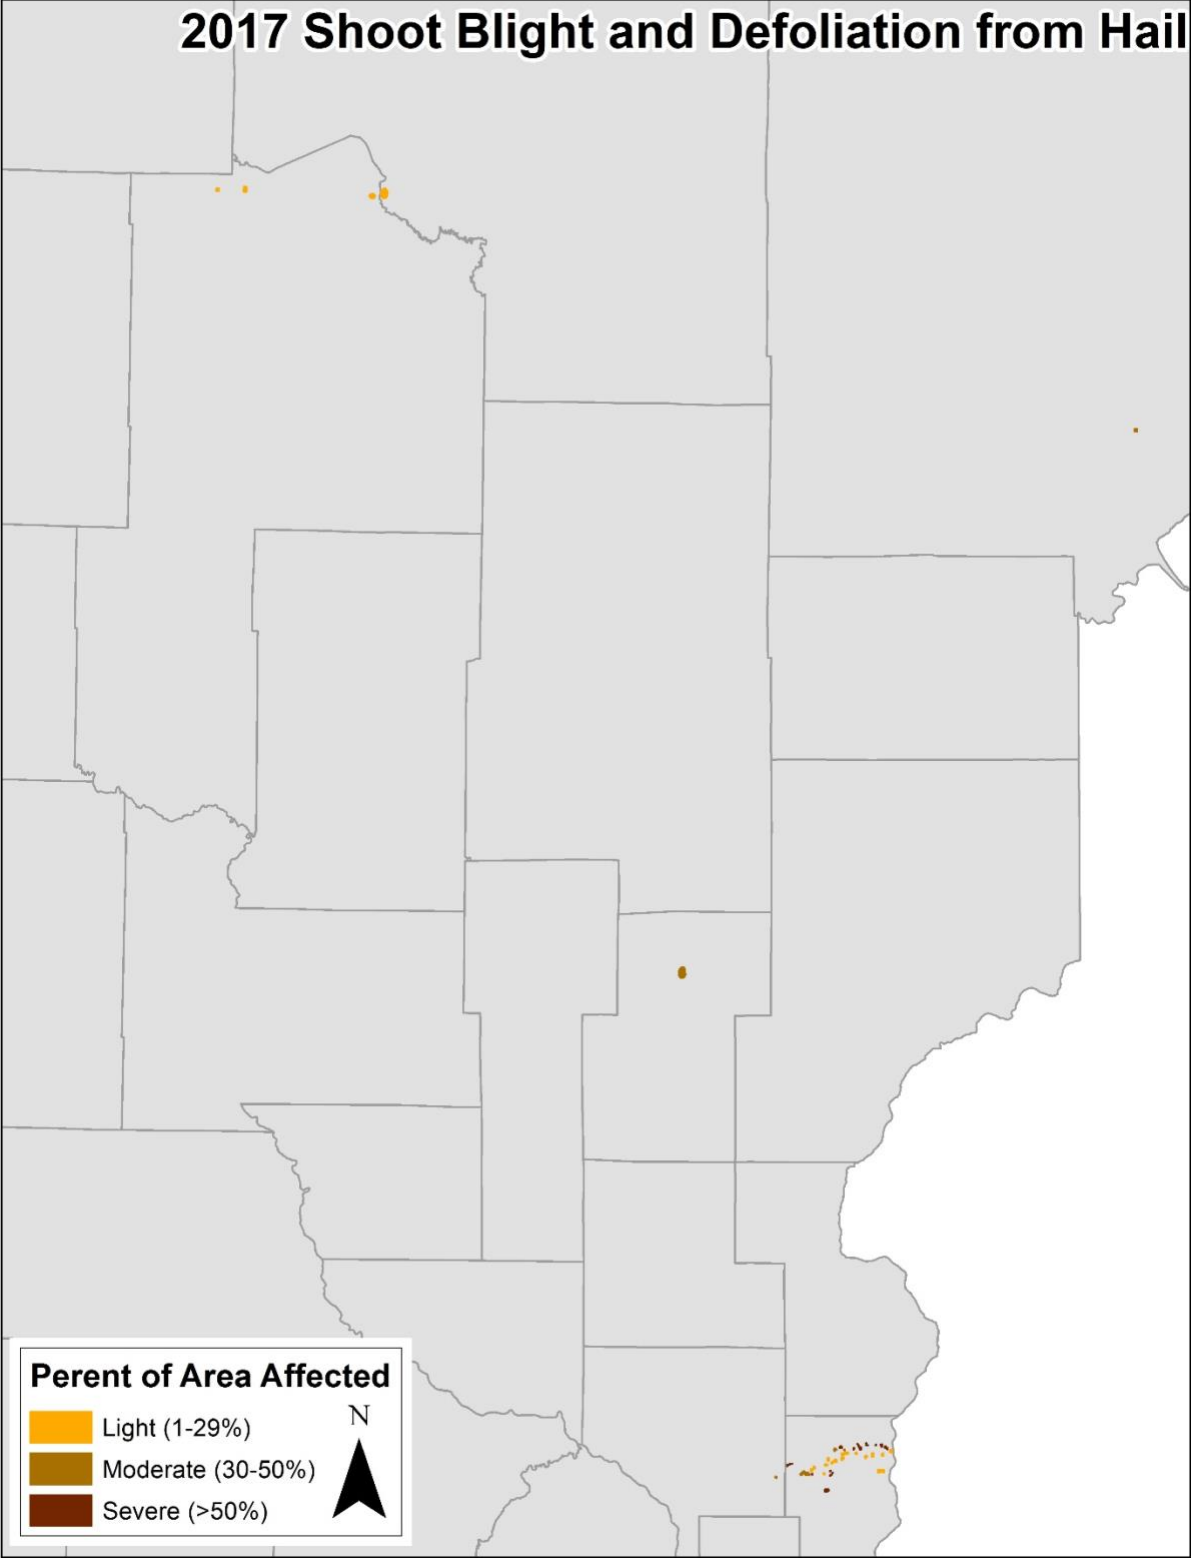 2017 Shoot Blight and Defoliation from Hail
Perent of Area Affected
Light (1-29%)
Moderate (30-50%)
Severe (>50%)
N